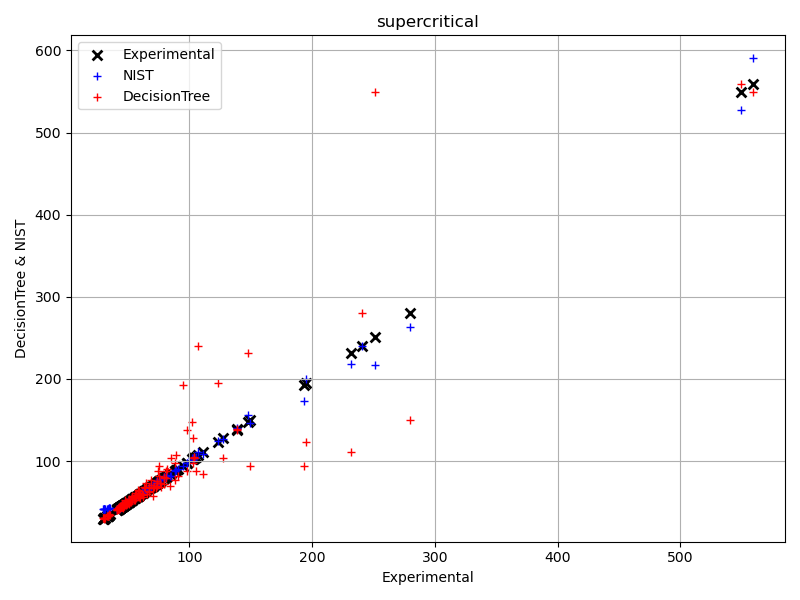 supercritical
Experimental
NIST
DecisionTree
DecisionTree & NIST
600
500
400
300
200
100
100 200 300 400 500
Experimental